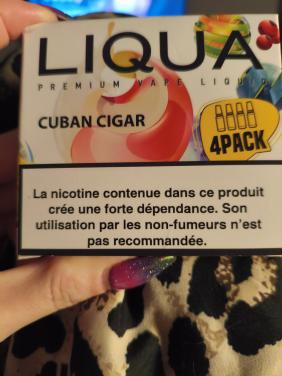 LIQUA
PREMIUM VAPE LIQUID
CUBAN CIGAR
4PACK
La nicotine contenue dans ce produit
crée une forte dépendance. Son
utilisation par les non-fumeurs n'est
pas recommandée.